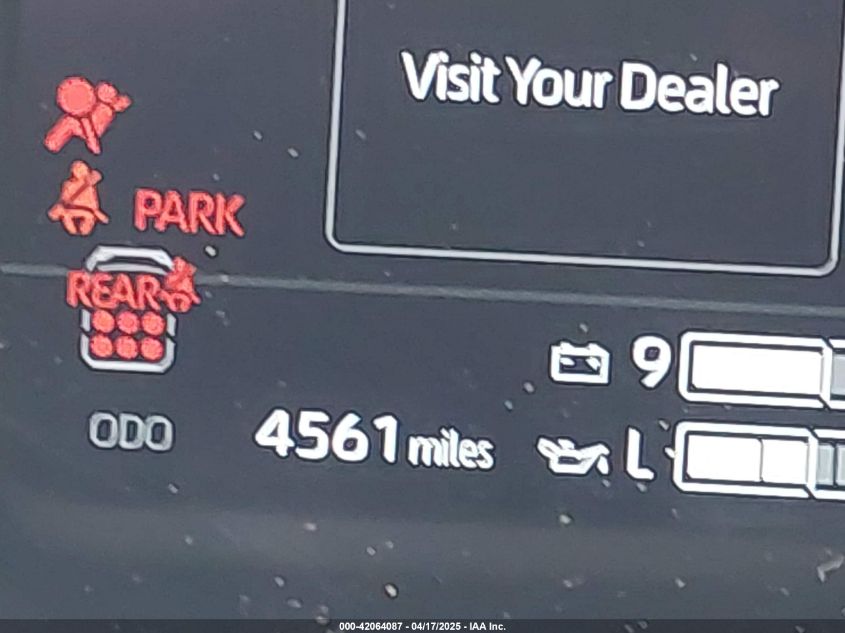 Visit Your Dealer
PARK
REAR
9
ODO 4561 miles L
000-42064087 - 04/17/2025 - IAA Inc.